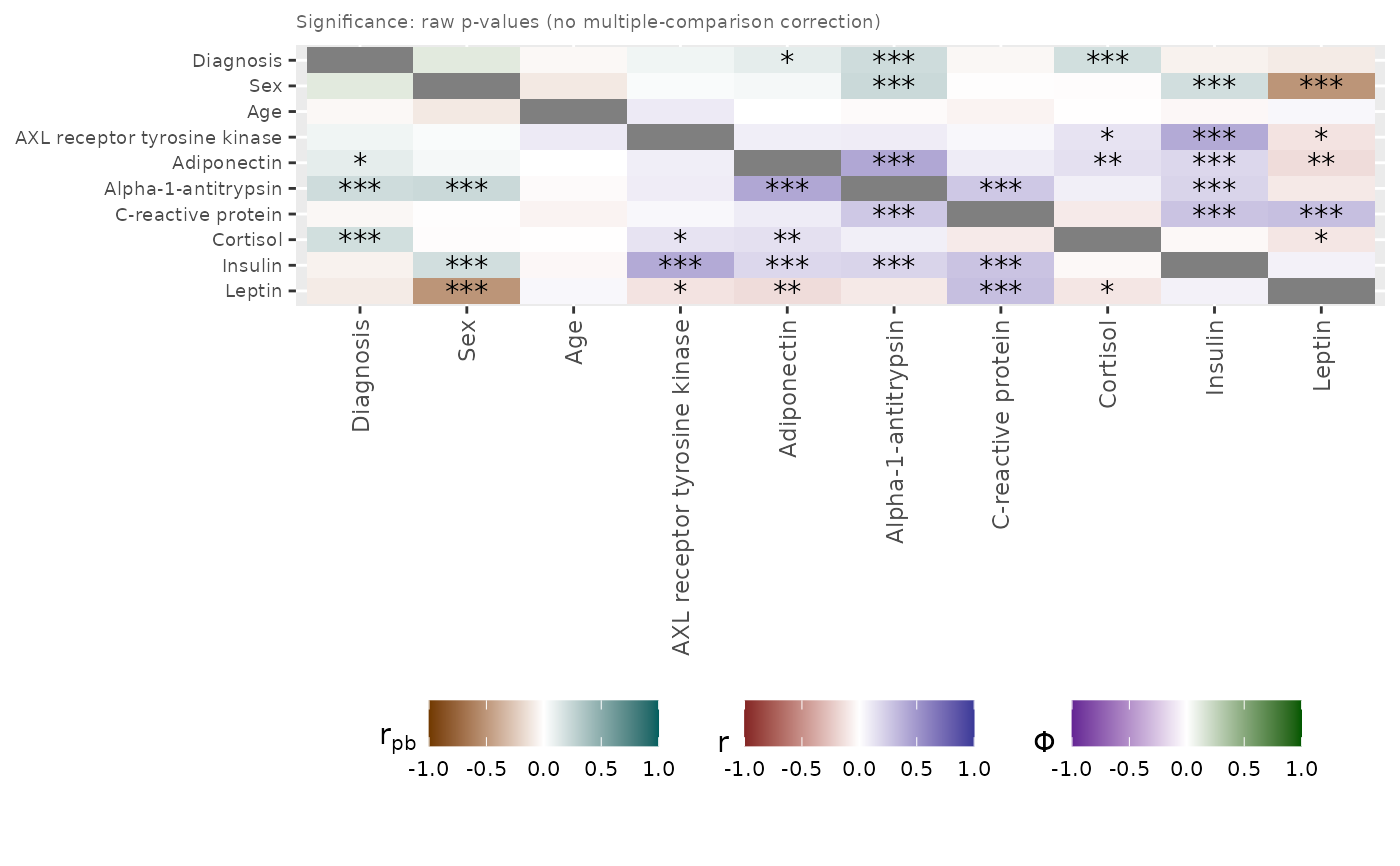 Significance: raw p-values (no multiple-comparison correction)
Diagnosis * *** ***
Sex *** *** ***
Age
AXL receptor tyrosine kinase * *** *
Adiponectin * *** ** *** **
Alpha-1-antitrypsin *** *** *** *** ***
C-reactive protein *** *** ***
Cortisol *** * ** *
Insulin *** *** *** *** ***
Leptin *** * ** *** *
Diagnosis
Sex
Age
AXL receptor tyrosine kinase
Adiponectin
Alpha-1-antitrypsin
C-reactive protein
Cortisol
Insulin
Leptin
rpb
-1.0 -0.5 0.0 0.5 1.0
r
-1.0 -0.5 0.0 0.5 1.0
Φ
-1.0 -0.5 0.0 0.5 1.0